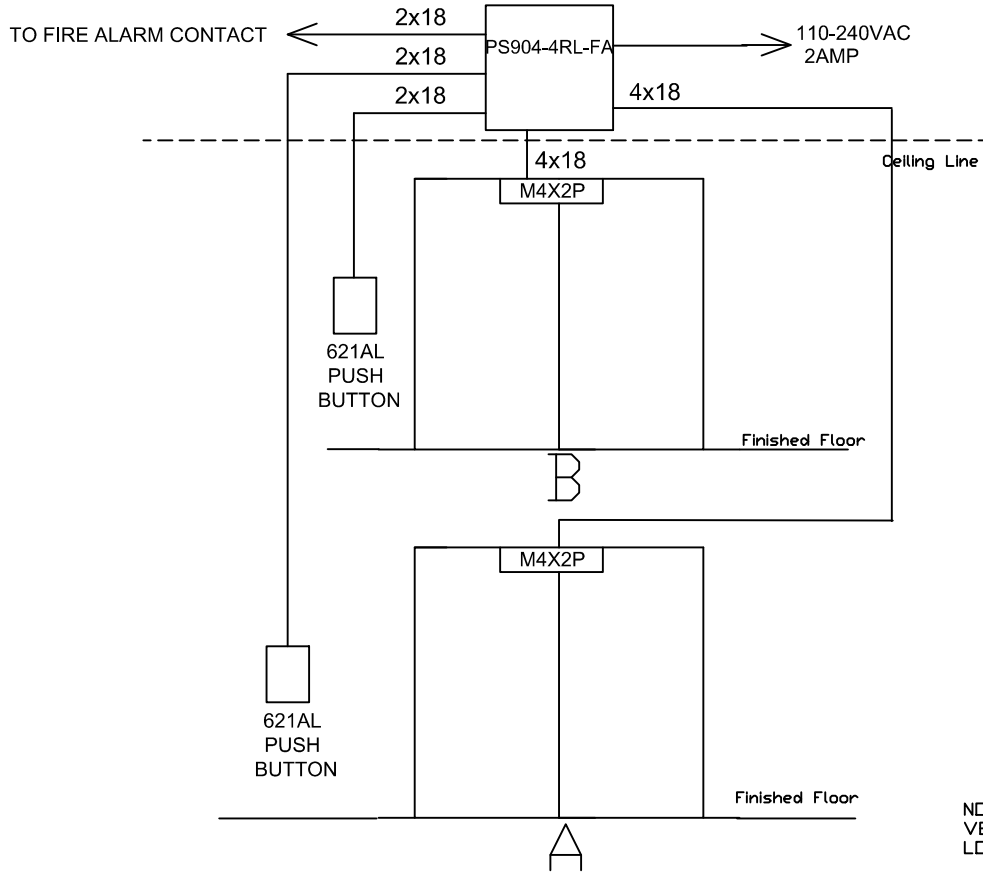 TO FIRE ALARM CONTACT
2x18
2x18
2x18
PS904-4RL-FA
110-240VAC
2AMP
4x18
Ceiling Line
4x18
M4X2P
621AL
PUSH
BUTTON
Finished Floor
B
M4X2P
621AL
PUSH
BUTTON
Finished Floor
A